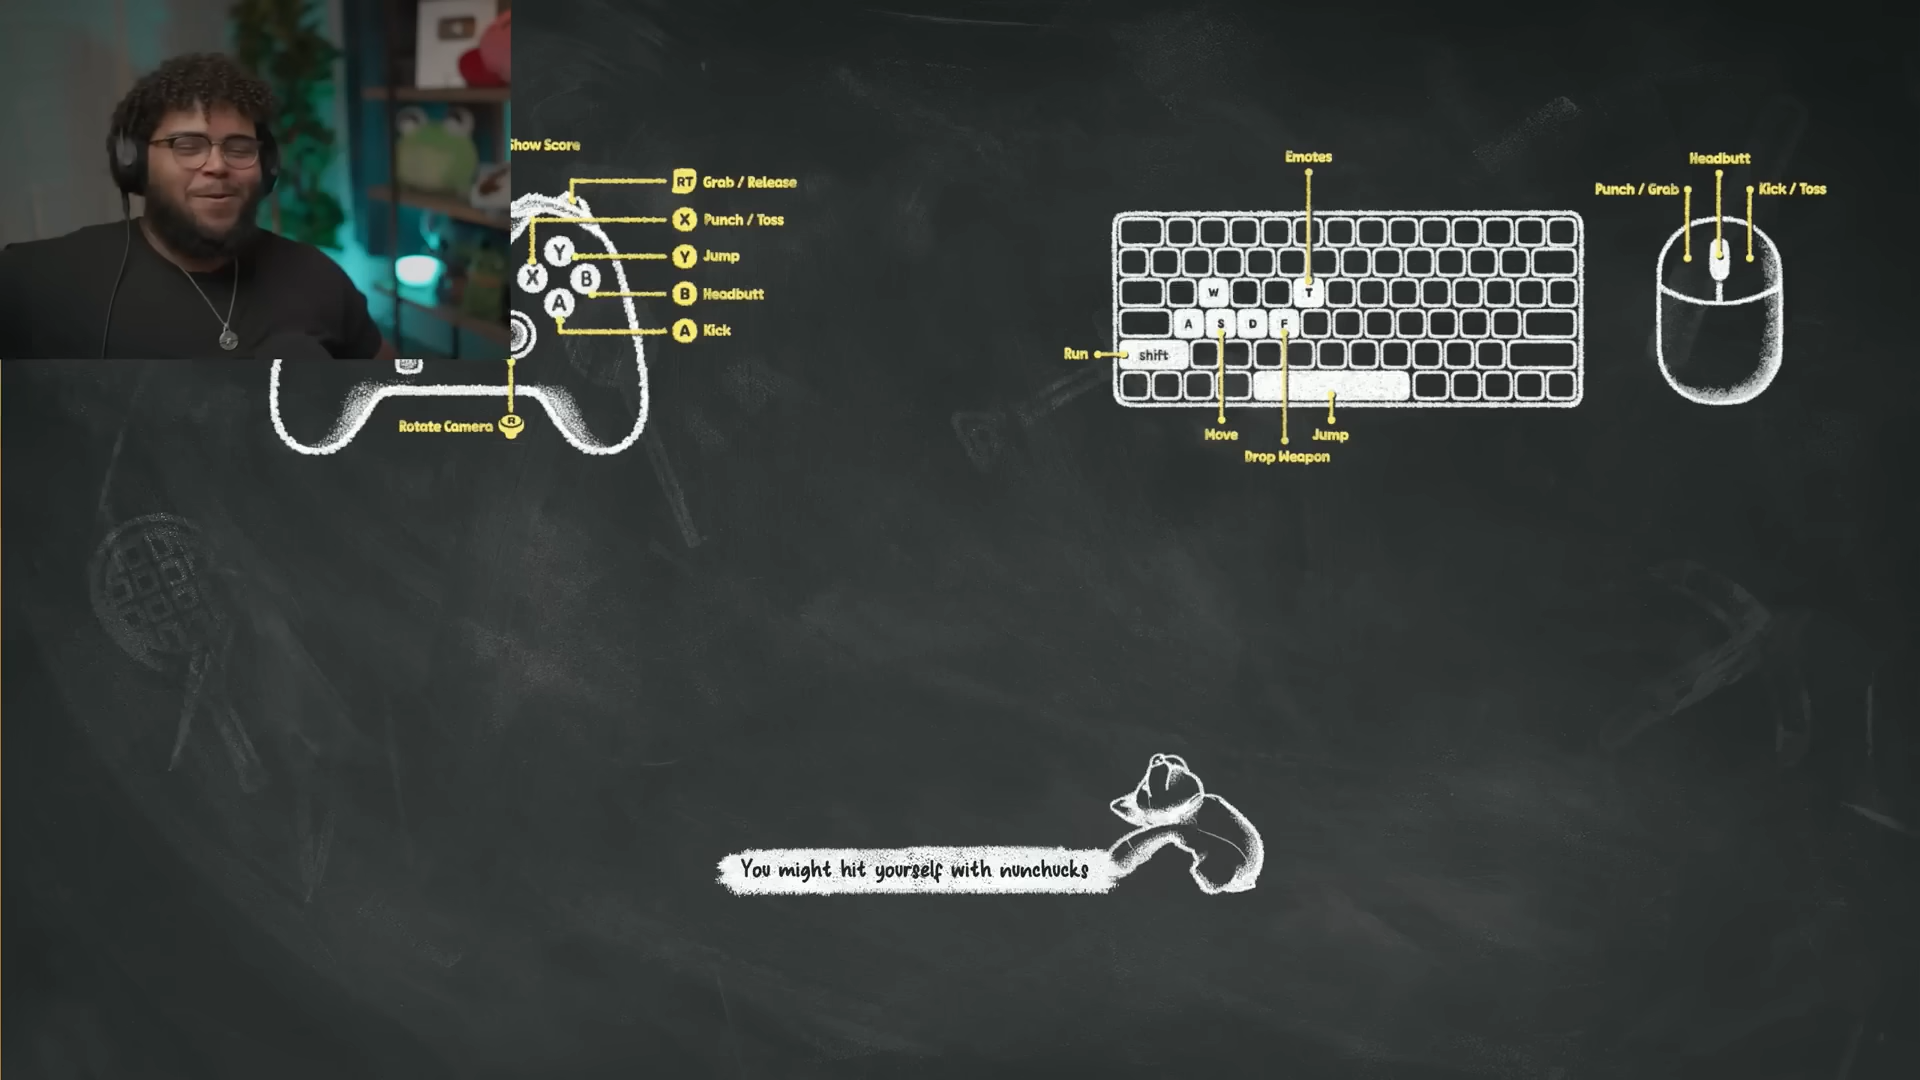 Show Score
RT Grab / Release
X Punch / Toss
Y Jump
B Headbutt
A Kick
Y
X
B
A
R
Rotate Camera
Emotes
W
T
A
S
D
F
Run
shift
Move
Jump
Drop Weapon
Headbutt
Punch / Grab
Kick / Toss
You might hit yourself with nunchucks